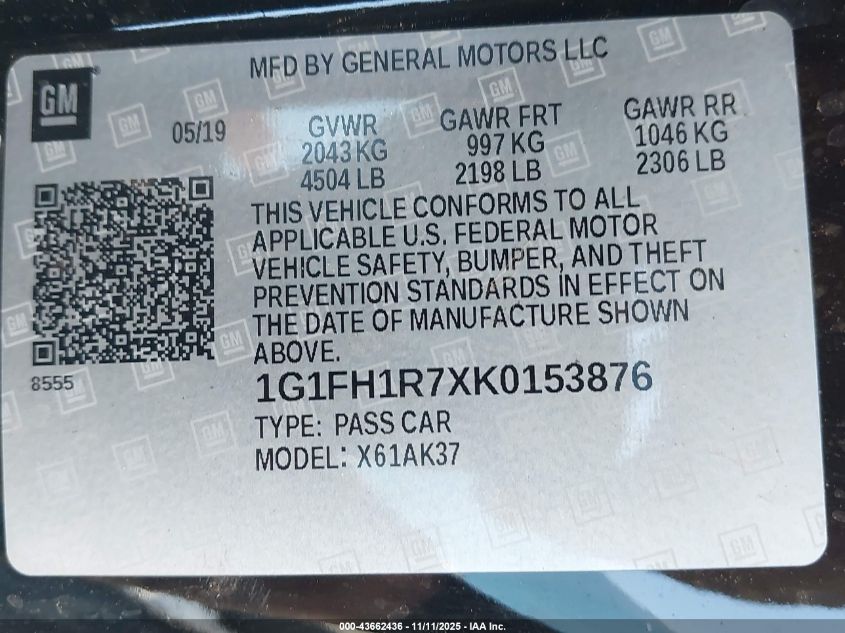 MFD BY GENERAL MOTORS LLC
GM
05/19
GVWR
2043 KG
4504 LB
GAWR FRT
997 KG
2198 LB
GAWR RR
1046 KG
2306 LB
THIS VEHICLE CONFORMS TO ALL
APPLICABLE U.S. FEDERAL MOTOR
VEHICLE SAFETY, BUMPER, AND THEFT
PREVENTION STANDARDS IN EFFECT ON
THE DATE OF MANUFACTURE SHOWN
ABOVE.
8555
1G1FH1R7XK0153876
TYPE: PASS CAR
MODEL: X61AK37
000-43662436 - 11/11/2025 - IAA Inc.